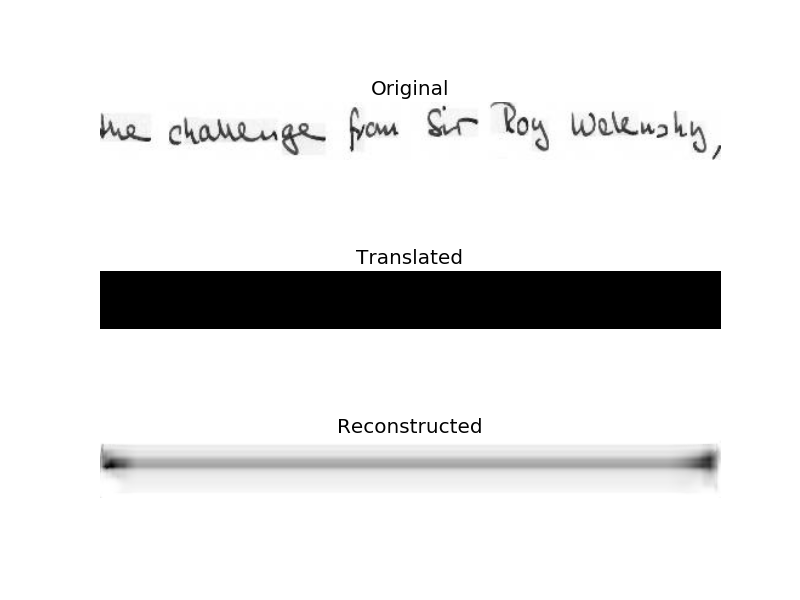 Original
the challenge from Sir Roy Welensky,
Translated
Reconstructed